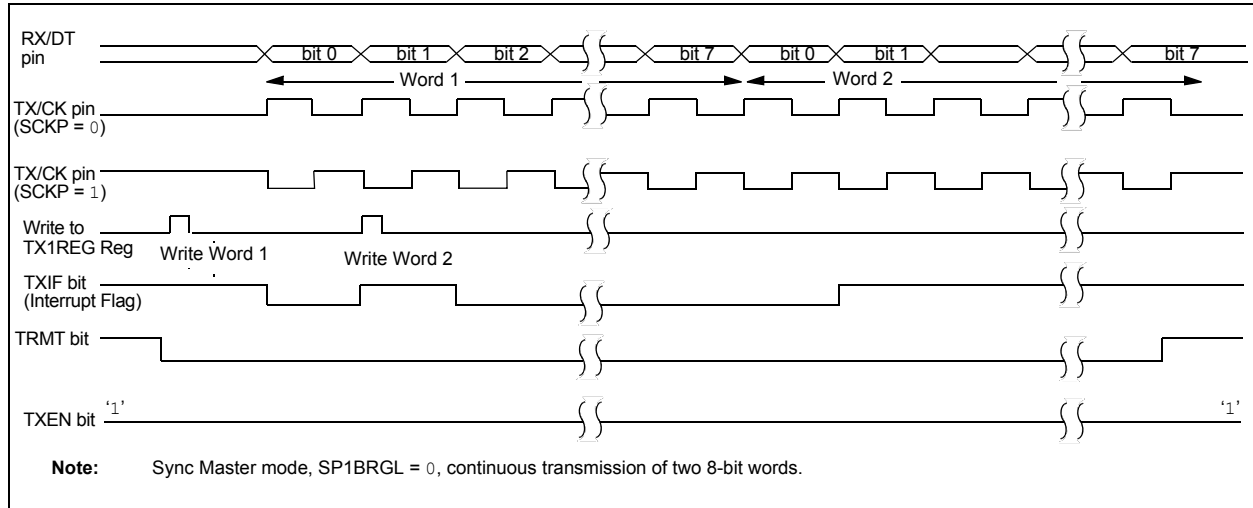 RX/DT
pin
bit 0 bit 1 bit 2 bit 7 bit 0 bit 1 bit 7
Word 1 Word 2
TX/CK pin
(SCKP = 0)
TX/CK pin
(SCKP = 1)
Write to
TX1REG Reg
Write Word 1 Write Word 2
TXIF bit
(Interrupt Flag)
TRMT bit
TXEN bit ‘1’ ‘1’
Note: Sync Master mode, SP1BRGL = 0, continuous transmission of two 8-bit words.